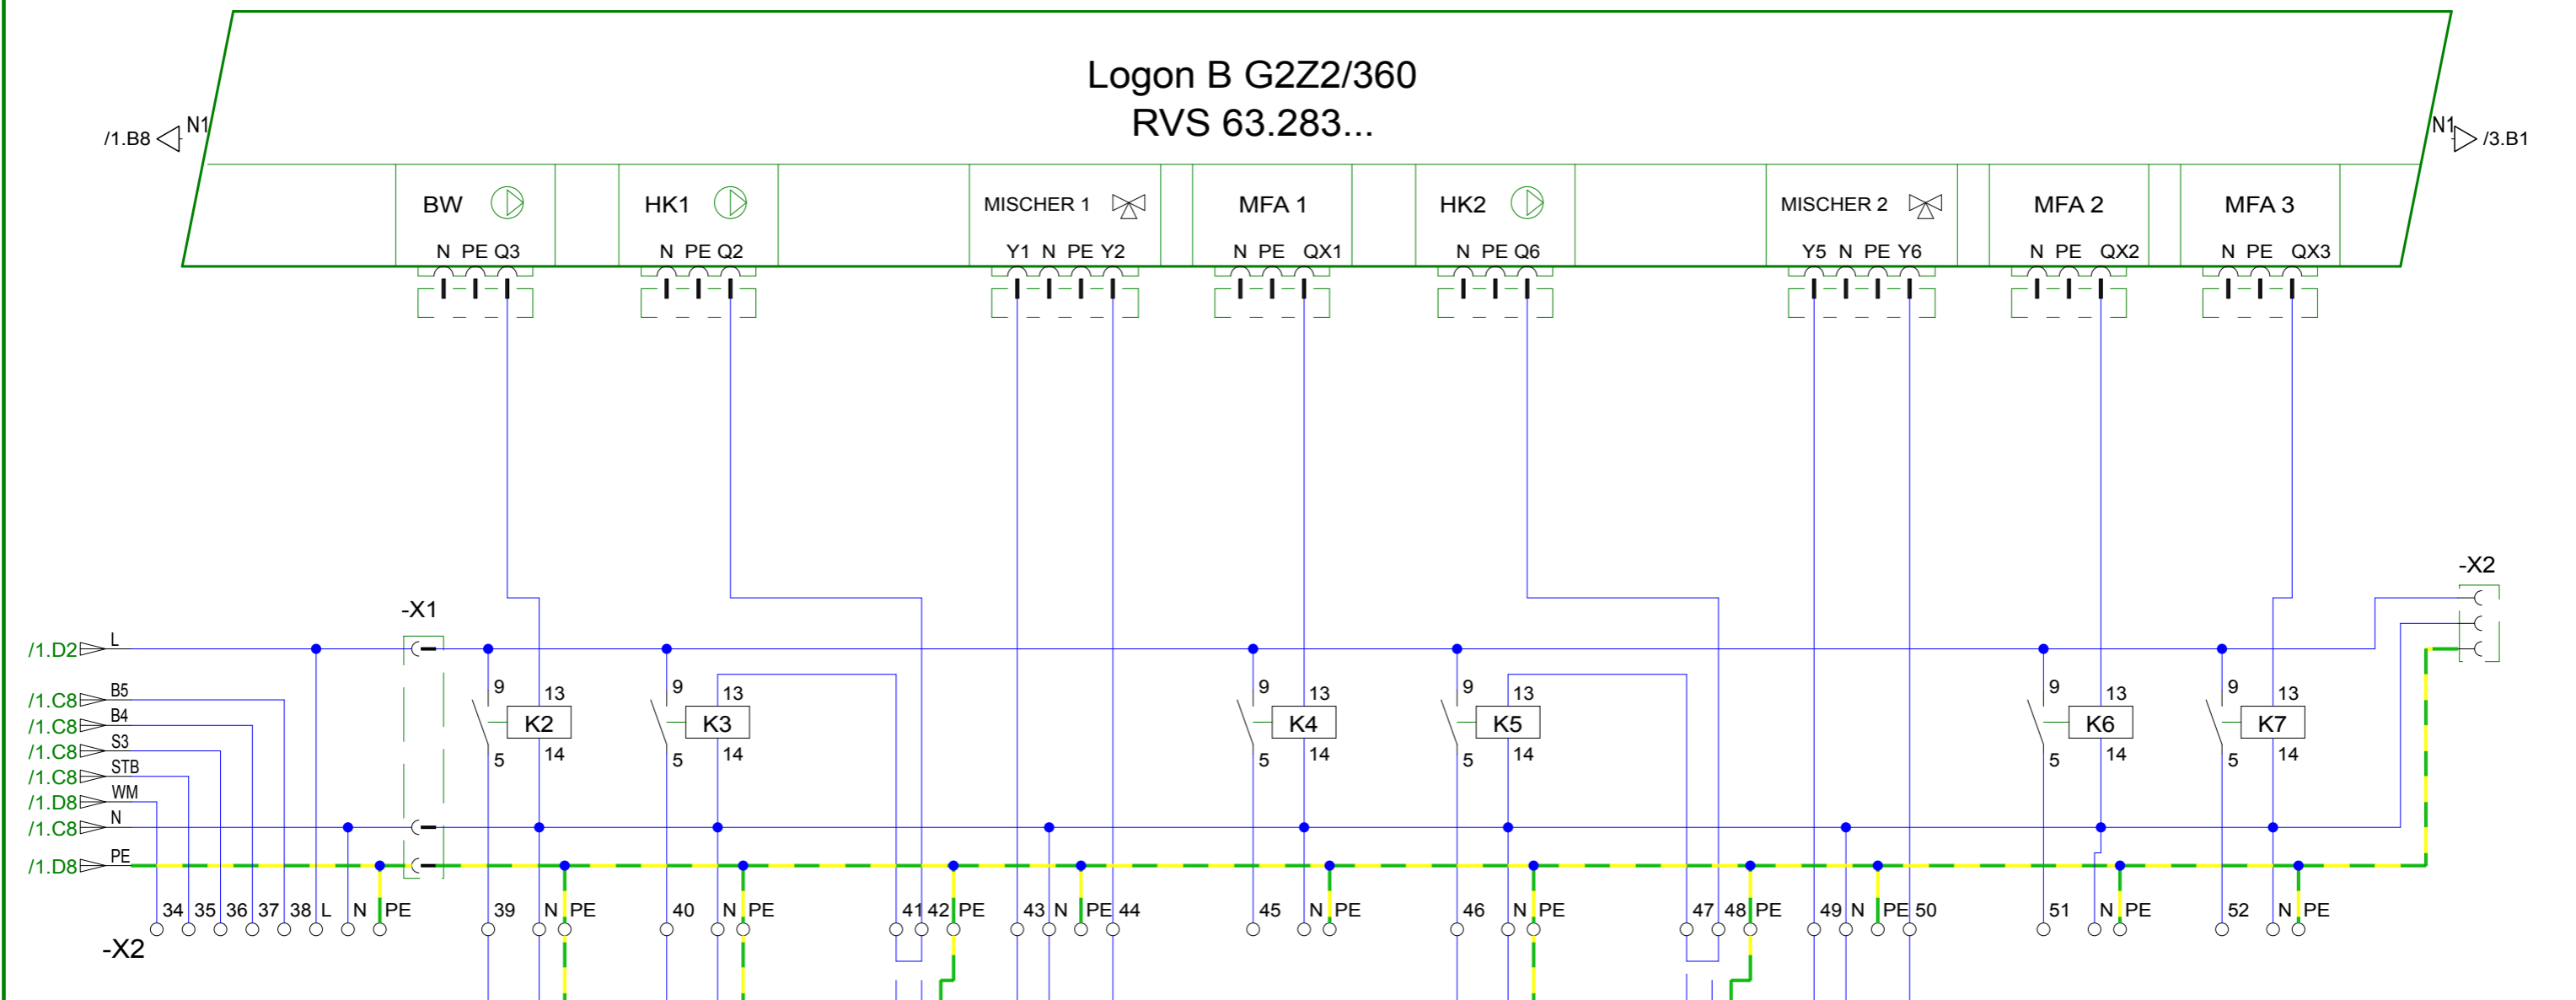 Logon B G2Z2/360
RVS 63.283...
/1.B8 N1
N1 /3.B1
BW HK1 MISCHER 1 MFA 1 HK2 MISCHER 2 MFA 2 MFA 3
N PE Q3 N PE Q2 Y1 N PE Y2 N PE QX1 N PE Q6 Y5 N PE Y6 N PE QX2 N PE QX3
-X2
-X1
/1.D2 L
/1.C8 B5
/1.C8 B4
/1.C8 S3
/1.C8 STB
/1.D8 WM
/1.C8 N
/1.D8 PE
9 13 9 13 9 13 9 13 9 13 9 13
K2 K3 K4 K5 K6 K7
5 14 5 14 5 14 5 14 5 14 5 14
34 35 36 37 38 L N PE 39 N PE 40 N PE 41 42 PE 43 N PE 44 45 N PE 46 N PE 47 48 PE 49 N PE 50 51 N PE 52 N PE
-X2